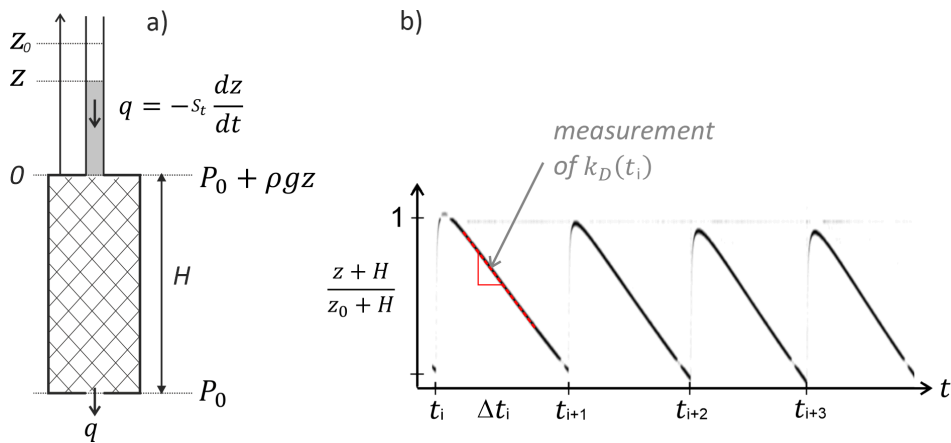 a)
z₀
z
q = −sₜ dz/dt
0
P₀ + ρgz
H
P₀
q
b)
measurement
of k_D(tᵢ)
1
z + H
z₀ + H
tᵢ
Δtᵢ
tᵢ₊₁
tᵢ₊₂
tᵢ₊₃
t